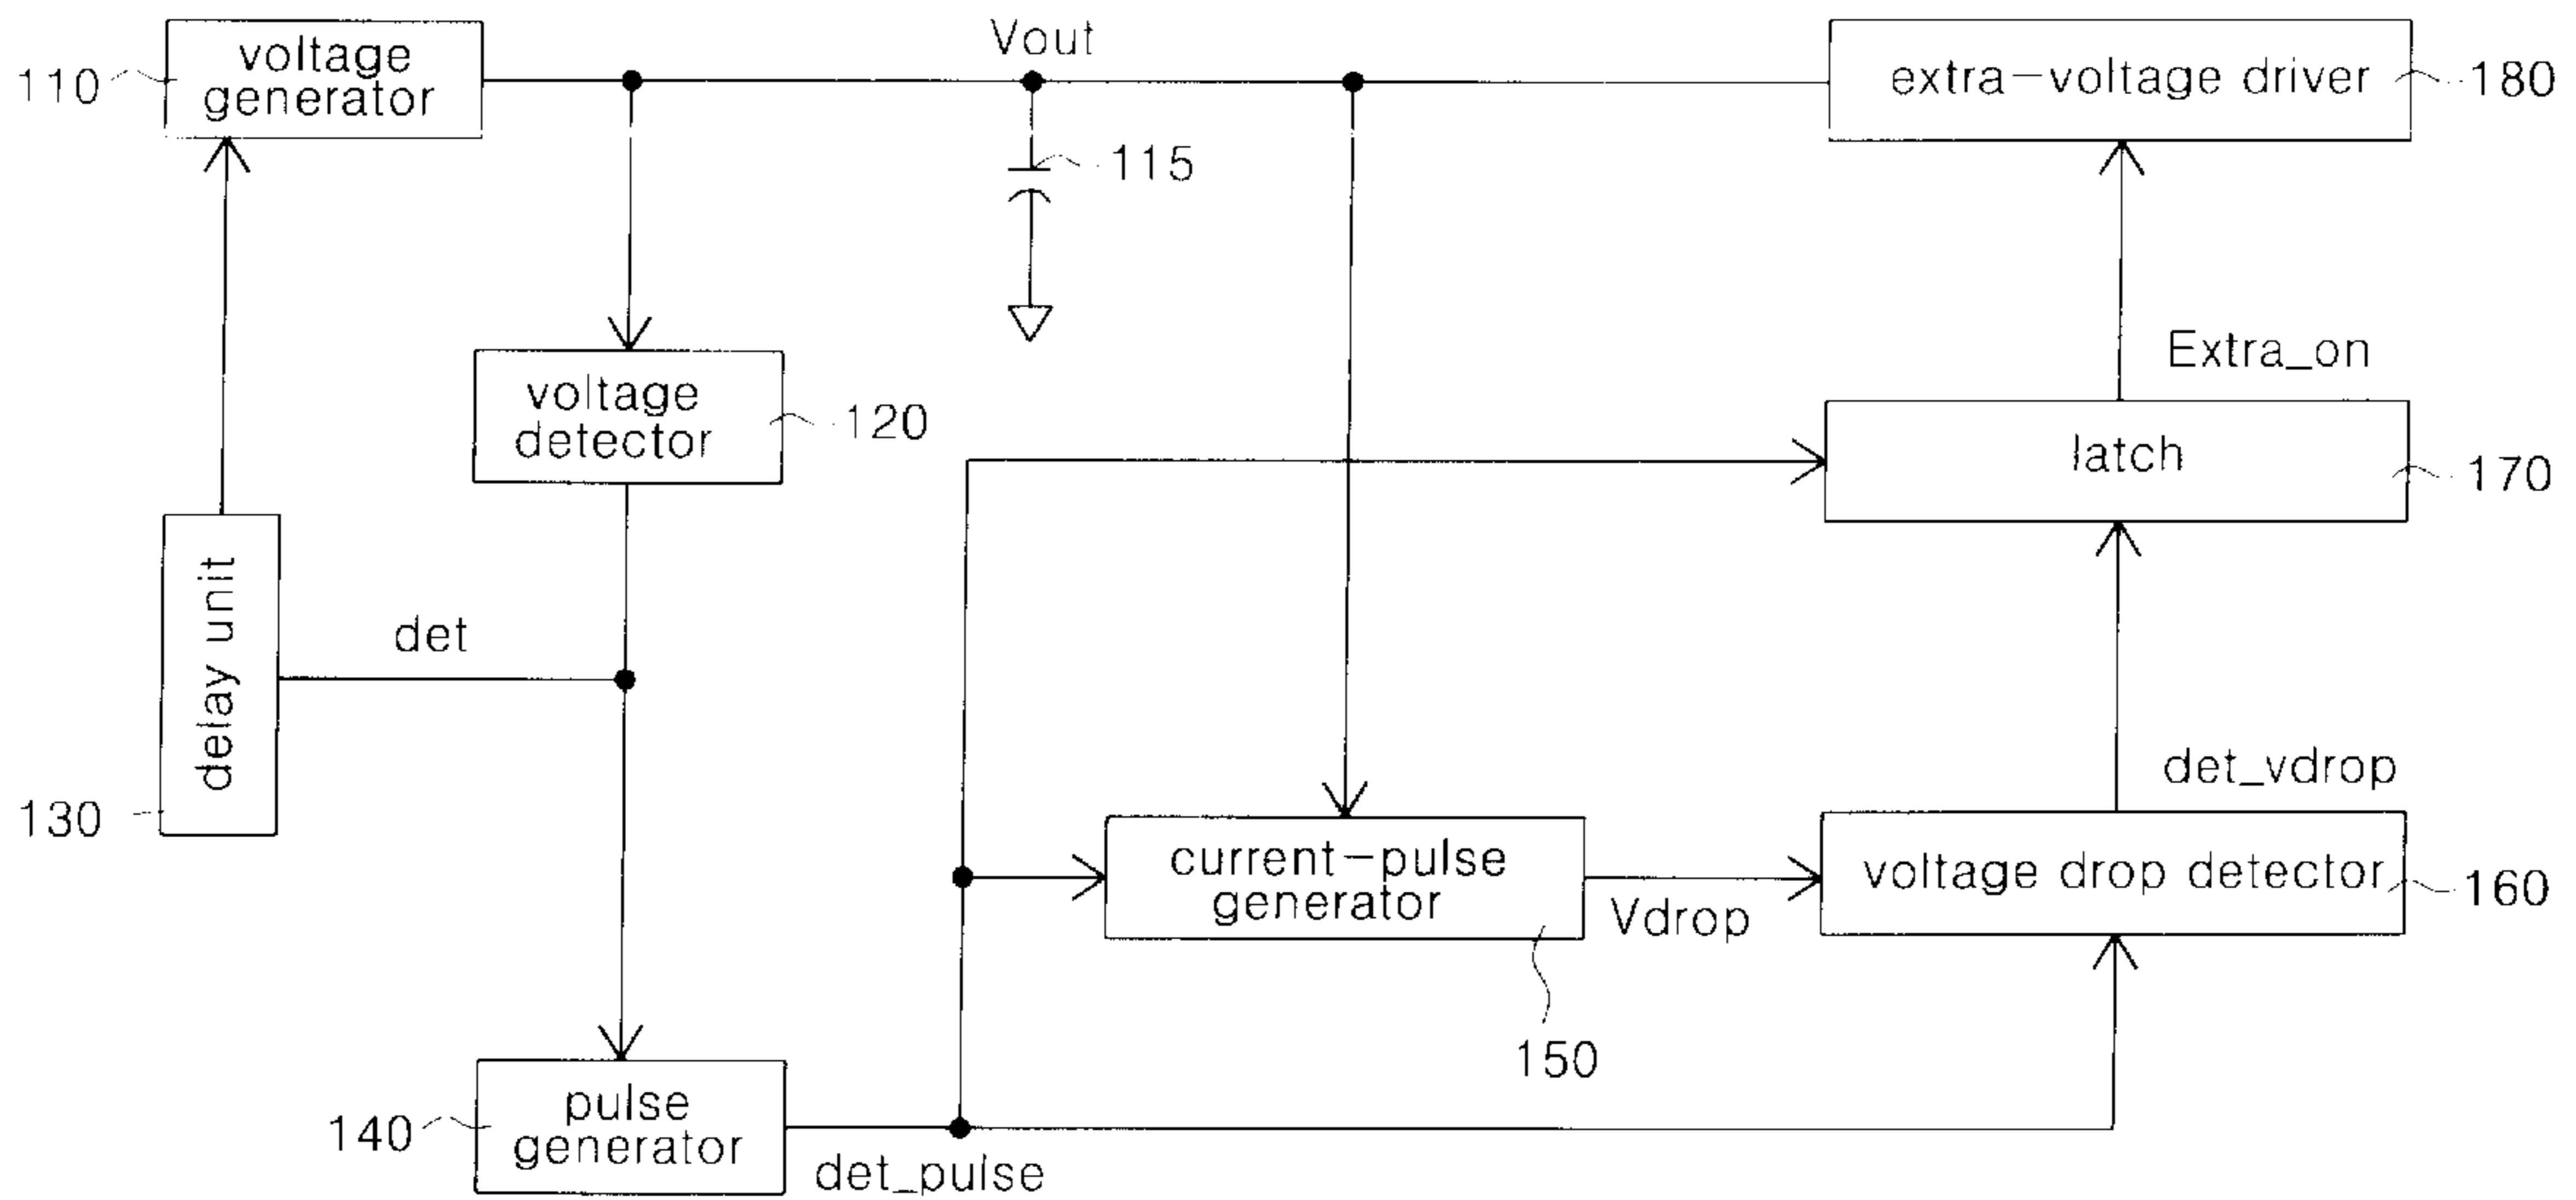 110
voltage
generator
Vout
extra-voltage driver
180
115
voltage
detector
120
Extra_on
latch
170
delay unit
det
130
det_vdrop
current-pulse
generator
Vdrop
voltage drop detector
160
150
140
pulse
generator
det_pulse